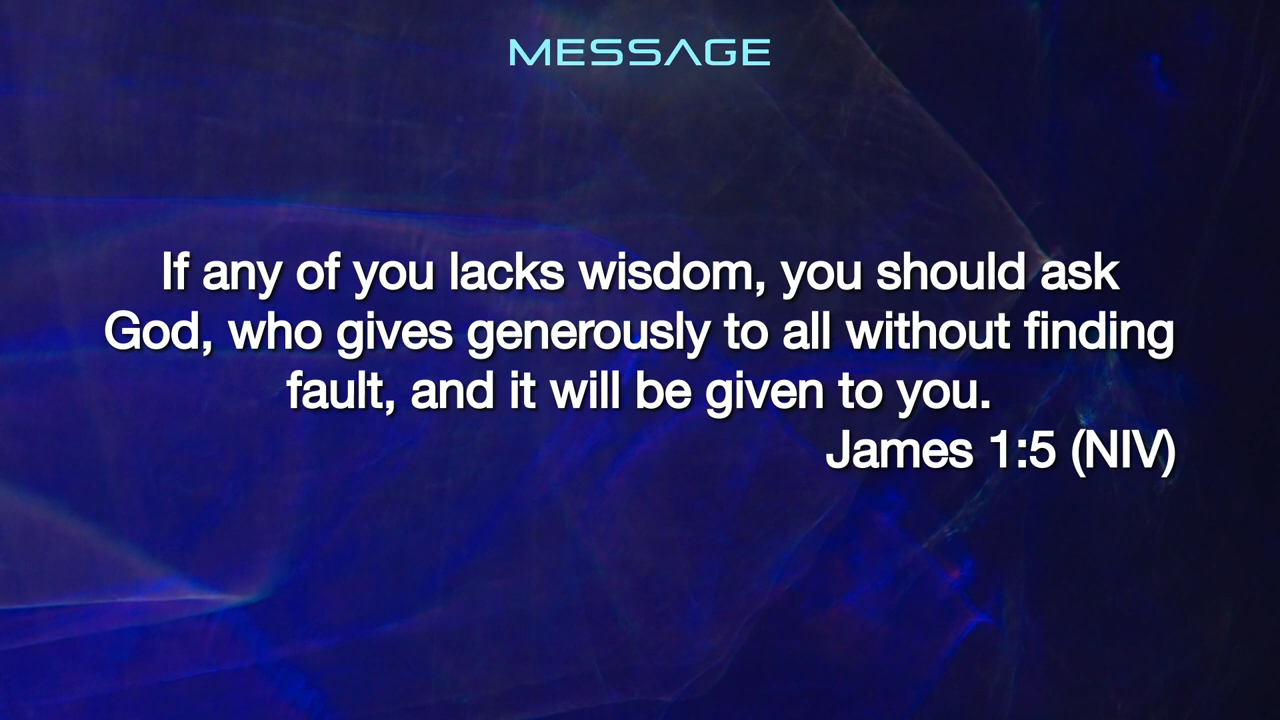 MESSAGE
If any of you lacks wisdom, you should ask
God, who gives generously to all without finding
fault, and it will be given to you.
James 1:5 (NIV)